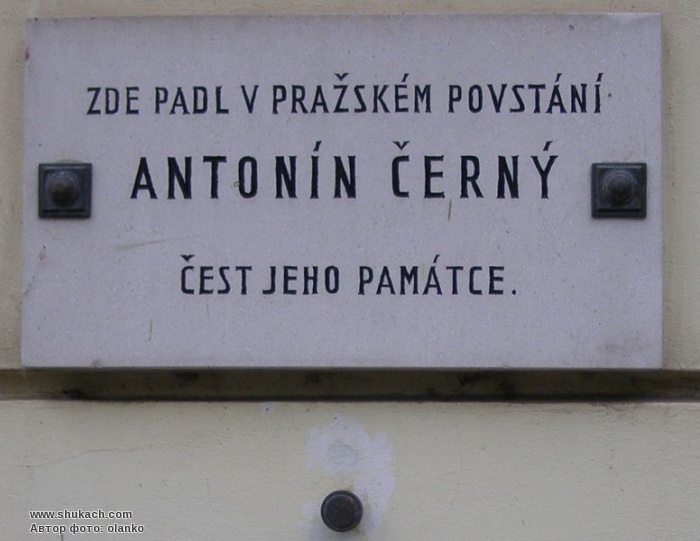 ZDE PADL V PRAŽSKÉM POVSTÁNÍ
ANTONÍN ČERNÝ
ČEST JEHO PAMÁTCE.
www.shukach.com
Автор фото: olanko